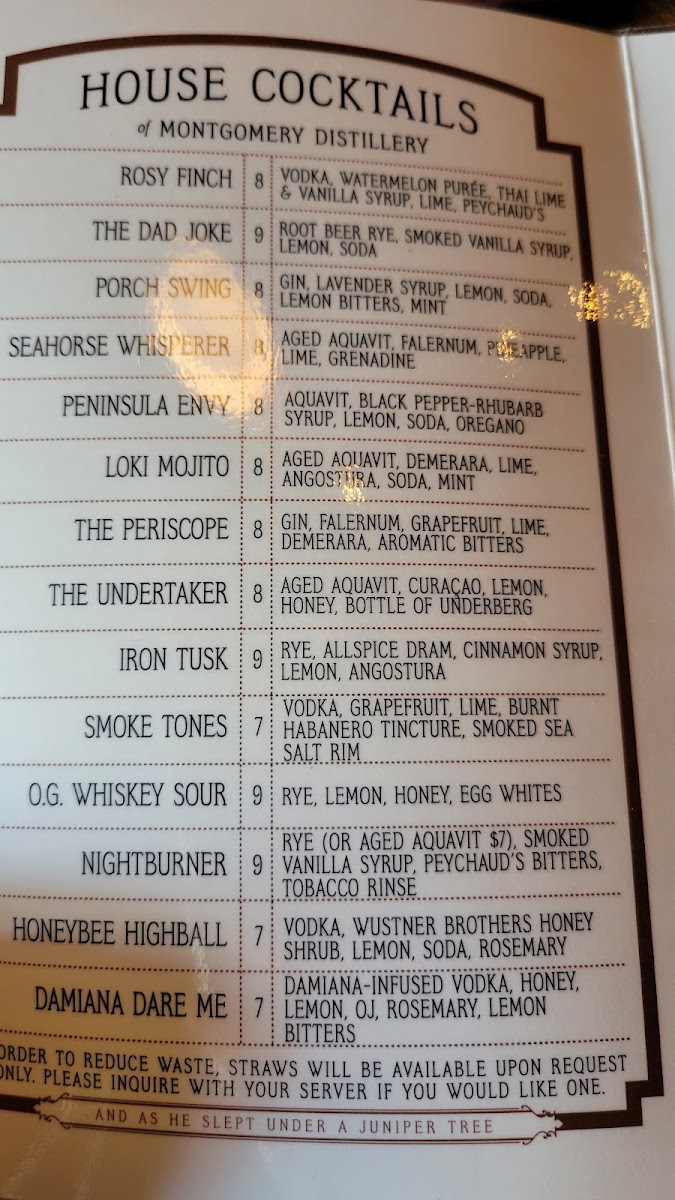 HOUSE COCKTAILS
of MONTGOMERY DISTILLERY
ROSY FINCH 8 VODKA, WATERMELON PURÉE, THAI LIME
& VANILLA SYRUP, LIME, PEYCHAUD'S
THE DAD JOKE 9 ROOT BEER RYE, SMOKED VANILLA SYRUP,
LEMON, SODA
PORCH SWING 8 GIN, LAVENDER SYRUP, LEMON, SODA,
LEMON BITTERS, MINT
SEAHORSE WHISPERER 8 AGED AQUAVIT, FALERNUM, PINEAPPLE,
LIME, GRENADINE
PENINSULA ENVY 8 AQUAVIT, BLACK PEPPER-RHUBARB
SYRUP, LEMON, SODA, OREGANO
LOKI MOJITO 8 AGED AQUAVIT, DEMERARA, LIME,
ANGOSTURA, SODA, MINT
THE PERISCOPE 8 GIN, FALERNUM, GRAPEFRUIT, LIME,
DEMERARA, AROMATIC BITTERS
THE UNDERTAKER 8 AGED AQUAVIT, CURAÇAO, LEMON,
HONEY, BOTTLE OF UNDERBERG
IRON TUSK 9 RYE, ALLSPICE DRAM, CINNAMON SYRUP,
LEMON, ANGOSTURA
SMOKE TONES 7 VODKA, GRAPEFRUIT, LIME, BURNT
HABANERO TINCTURE, SMOKED SEA
SALT RIM
O.G. WHISKEY SOUR 9 RYE, LEMON, HONEY, EGG WHITES
NIGHTBURNER 9 RYE (OR AGED AQUAVIT $7), SMOKED
VANILLA SYRUP, PEYCHAUD'S BITTERS,
TOBACCO RINSE
HONEYBEE HIGHBALL 7 VODKA, WUSTNER BROTHERS HONEY
SHRUB, LEMON, SODA, ROSEMARY
DAMIANA DARE ME 7 DAMIANA-INFUSED VODKA, HONEY,
LEMON, OJ, ROSEMARY, LEMON
BITTERS
ORDER TO REDUCE WASTE, STRAWS WILL BE AVAILABLE UPON REQUEST
ONLY. PLEASE INQUIRE WITH YOUR SERVER IF YOU WOULD LIKE ONE.
AND AS HE SLEPT UNDER A JUNIPER TREE